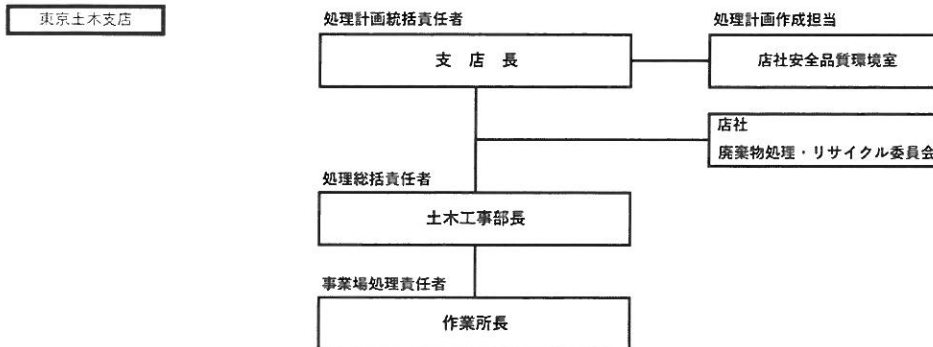 東京土木支店
処理計画統括責任者
支店長
処理計画作成担当
店社安全品質環境室
店社
廃棄物処理・リサイクル委員会
処理総括責任者
土木工事部長
事業場処理責任者
作業所長